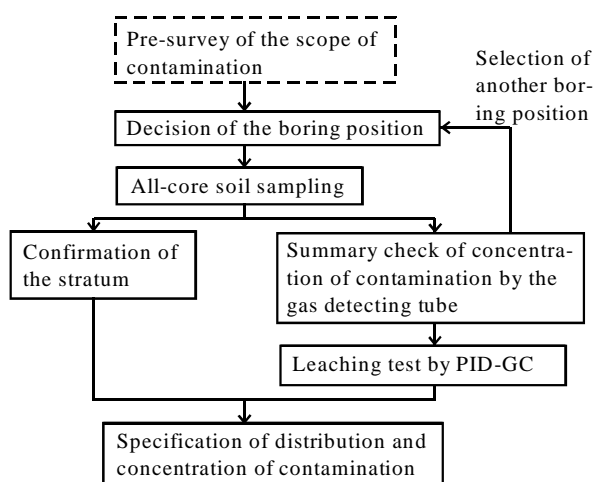 Pre-survey of the scope of
contamination
Selection of
another bor-
ing position
Decision of the boring position
All-core soil sampling
Confirmation of
the stratum
Summary check of concentra-
tion of contamination by the
gas detecting tube
Leaching test by PID-GC
Specification of distribution and
concentration of contamination